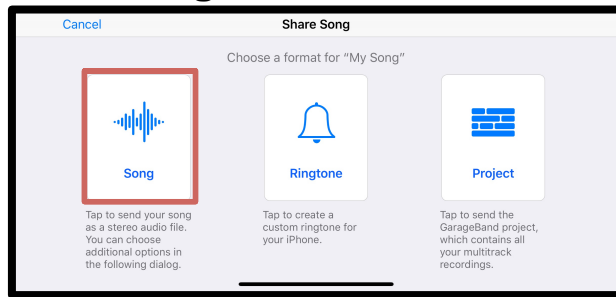 Cancel
Share Song
Choose a format for “My Song”
Song
Tap to send your song
as a stereo audio file.
You can choose
additional options in
the following dialog.
Ringtone
Tap to create a
custom ringtone for
your iPhone.
Project
Tap to send the
GarageBand project,
which contains all
your multitrack
recordings.